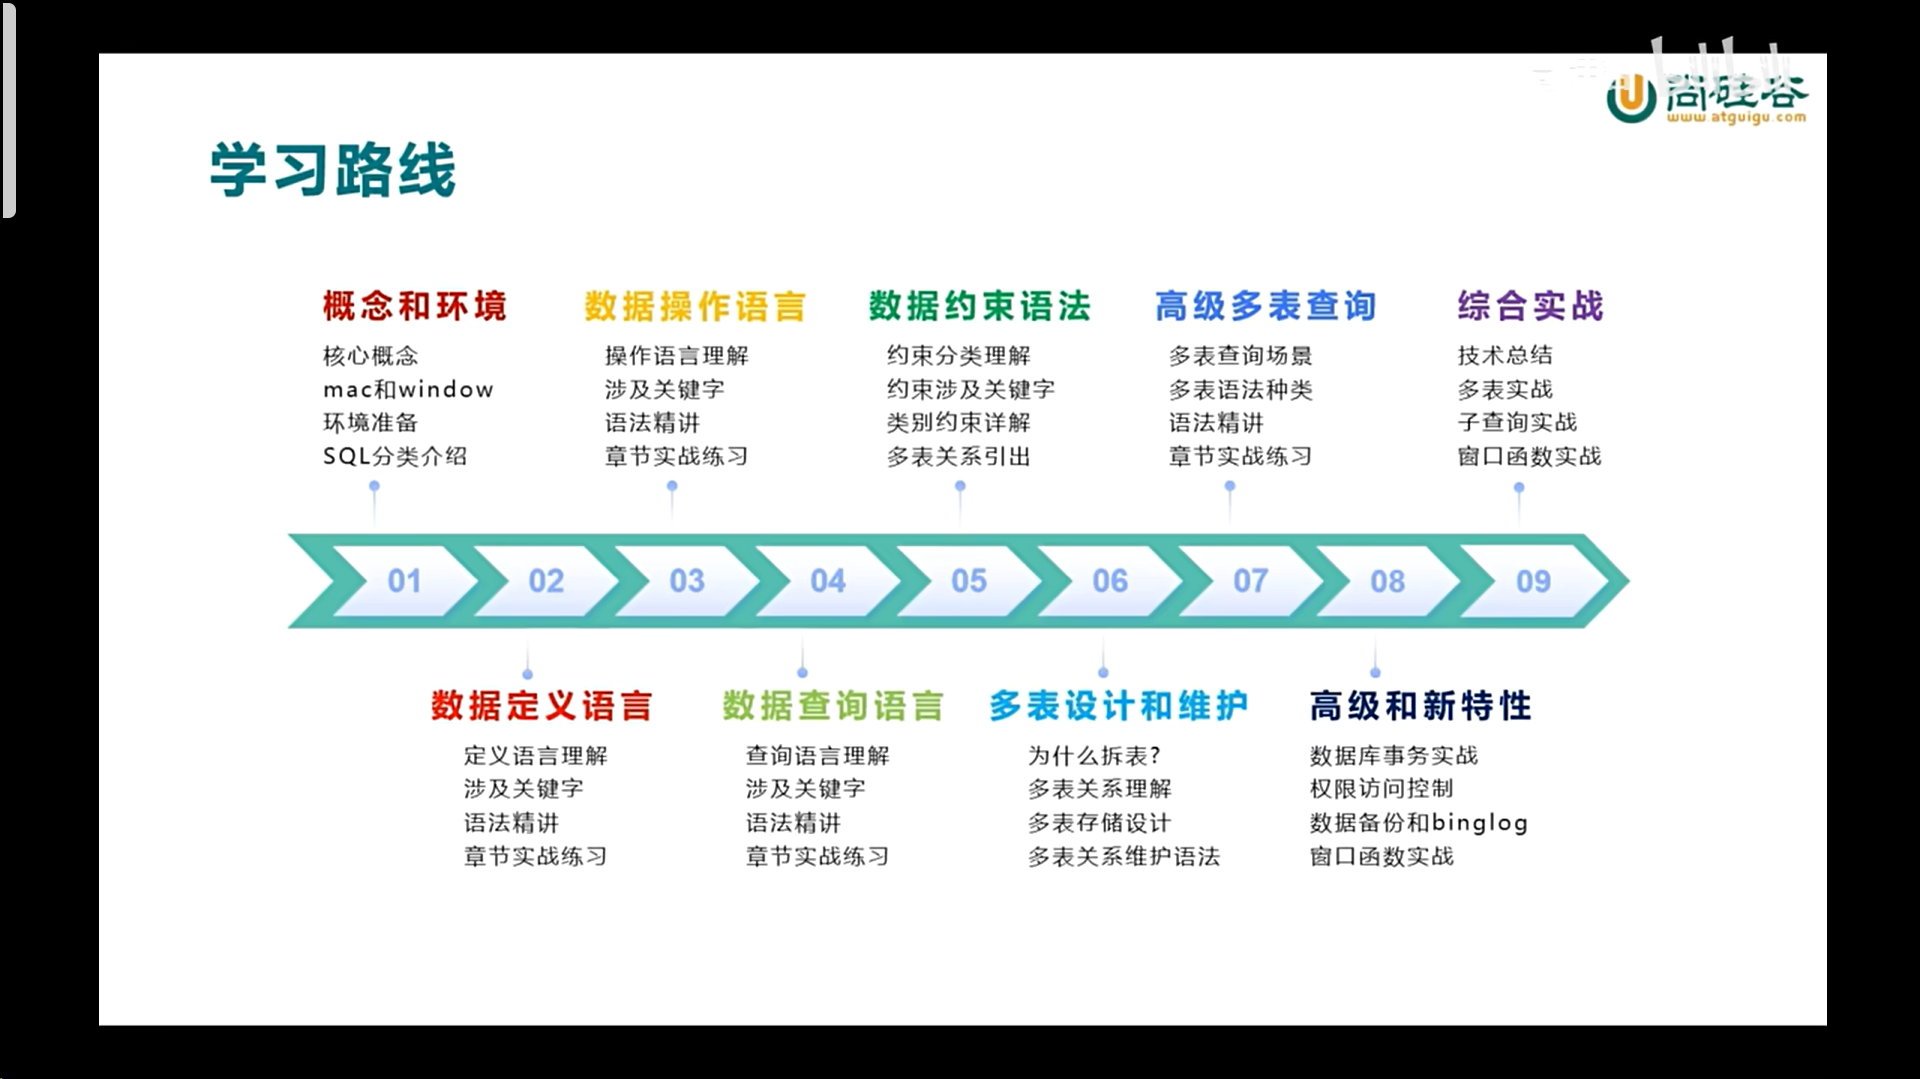 尚硅谷
www.atguigu.com
学习路线
概念和环境
核心概念
mac和window
环境准备
SQL分类介绍
数据操作语言
操作语言理解
涉及关键字
语法精讲
章节实战练习
数据约束语法
约束分类理解
约束涉及关键字
类别约束详解
多表关系引出
高级多表查询
多表查询场景
多表语法种类
语法精讲
章节实战练习
综合实战
技术总结
多表实战
子查询实战
窗口函数实战
01 02 03 04 05 06 07 08 09
数据定义语言
定义语言理解
涉及关键字
语法精讲
章节实战练习
数据查询语言
查询语言理解
涉及关键字
语法精讲
章节实战练习
多表设计和维护
为什么拆表?
多表关系理解
多表存储设计
多表关系维护语法
高级和新特性
数据库事务实战
权限访问控制
数据备份和binglog
窗口函数实战